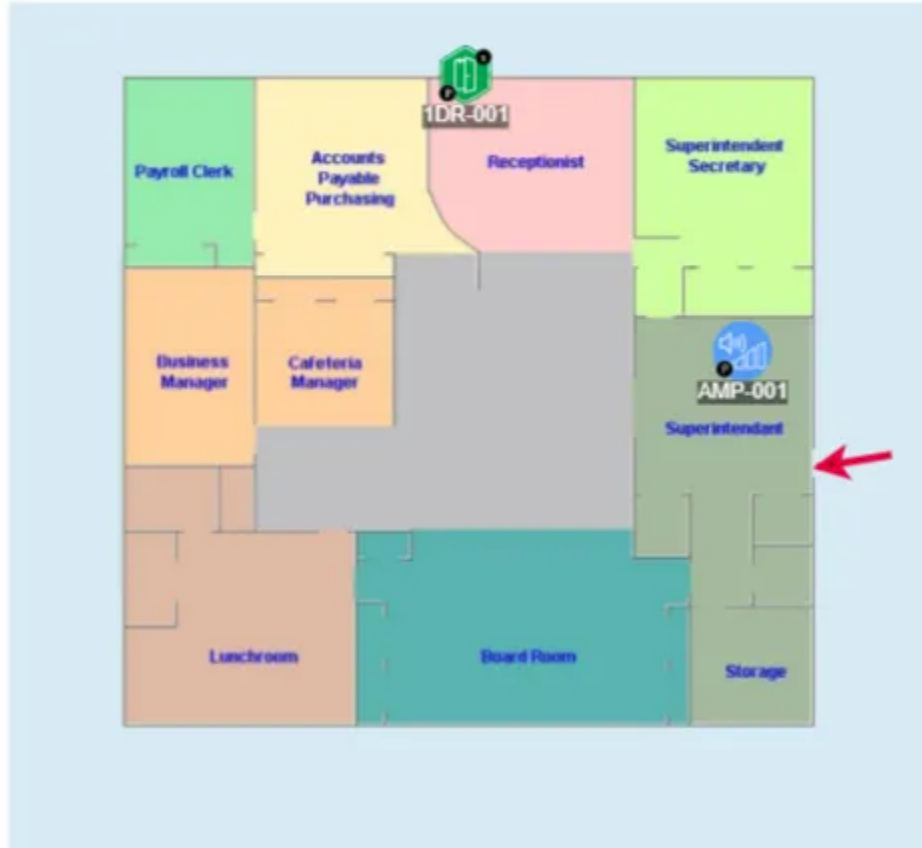 1DR-001
Payroll Clerk
Accounts
Payable
Purchasing
Receptionist
Superintendent
Secretary
Business
Manager
Cafeteria
Manager
AMP-001
Superintendant
Lunchroom
Board Room
Storage